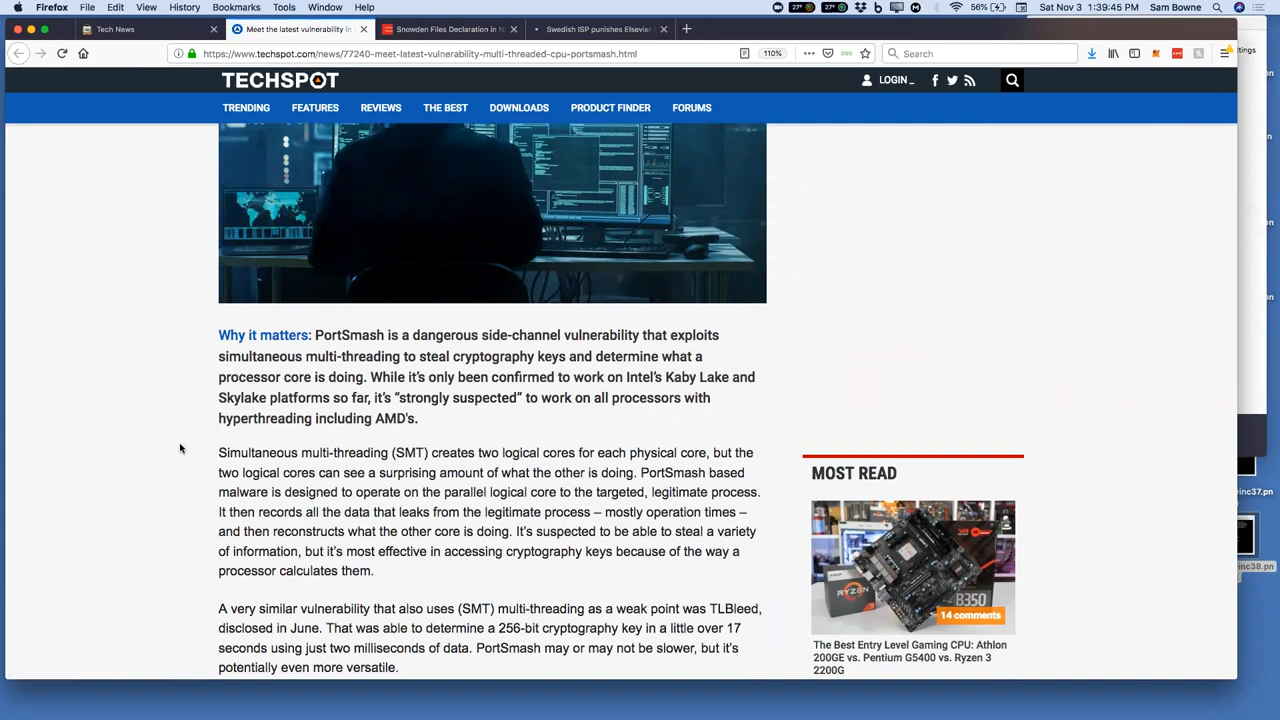 Firefox File Edit View History Bookmarks Tools Window Help 27° 27° 56% Sat Nov 3 1:39:45 PM Sam Bowne
Tech News Meet the latest vulnerability in Snowden Files Declaration in Swedish ISP punishes Elsevier
https://www.techspot.com/news/77240-meet-latest-vulnerability-multi-threaded-cpu-portsmash.html 110% Search
TECHSPOT LOGIN _
TRENDING FEATURES REVIEWS THE BEST DOWNLOADS PRODUCT FINDER FORUMS
Why it matters: PortSmash is a dangerous side-channel vulnerability that exploits
simultaneous multi-threading to steal cryptography keys and determine what a
processor core is doing. While it's only been confirmed to work on Intel's Kaby Lake and
Skylake platforms so far, it's “strongly suspected” to work on all processors with
hyperthreading including AMD's.
Simultaneous multi-threading (SMT) creates two logical cores for each physical core, but the
two logical cores can see a surprising amount of what the other is doing. PortSmash based
malware is designed to operate on the parallel logical core to the targeted, legitimate process.
It then records all the data that leaks from the legitimate process – mostly operation times –
and then reconstructs what the other core is doing. It's suspected to be able to steal a variety
of information, but it's most effective in accessing cryptography keys because of the way a
processor calculates them.
A very similar vulnerability that also uses (SMT) multi-threading as a weak point was TLBleed,
disclosed in June. That was able to determine a 256-bit cryptography key in a little over 17
seconds using just two milliseconds of data. PortSmash may or may not be slower, but it's
potentially even more versatile.
MOST READ
RYZEN
B350
14 comments
The Best Entry Level Gaming CPU: Athlon
200GE vs. Pentium G5400 vs. Ryzen 3
2200G
vinc37.pn
vinc38.pn